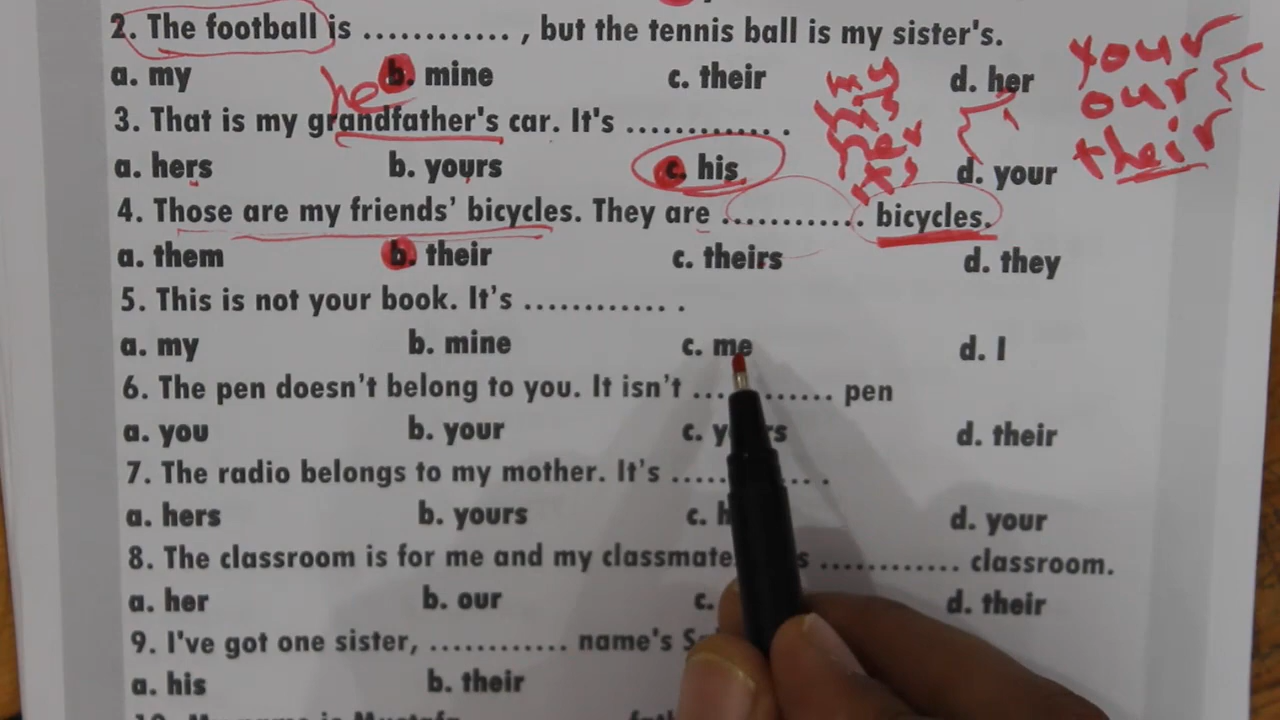 2. The football is ............ , but the tennis ball is my sister's.
a. my b. mine c. their d. her
he
my
his
her
its
your
our
their
3. That is my grandfather's car. It's ............ .
a. hers b. yours c. his d. your
4. Those are my friends' bicycles. They are ............ bicycles.
a. them b. their c. theirs d. they
5. This is not your book. It's ............ .
a. my b. mine c. me d. I
6. The pen doesn't belong to you. It isn't ............ pen
a. you b. your c. d. their
7. The radio belongs to my mother. It's ............ .
a. hers b. yours c. d. your
8. The classroom is for me and my ............ classroom.
a. her b. our c. d. their
9. I've got one sister, ............ name's
a. his b. their